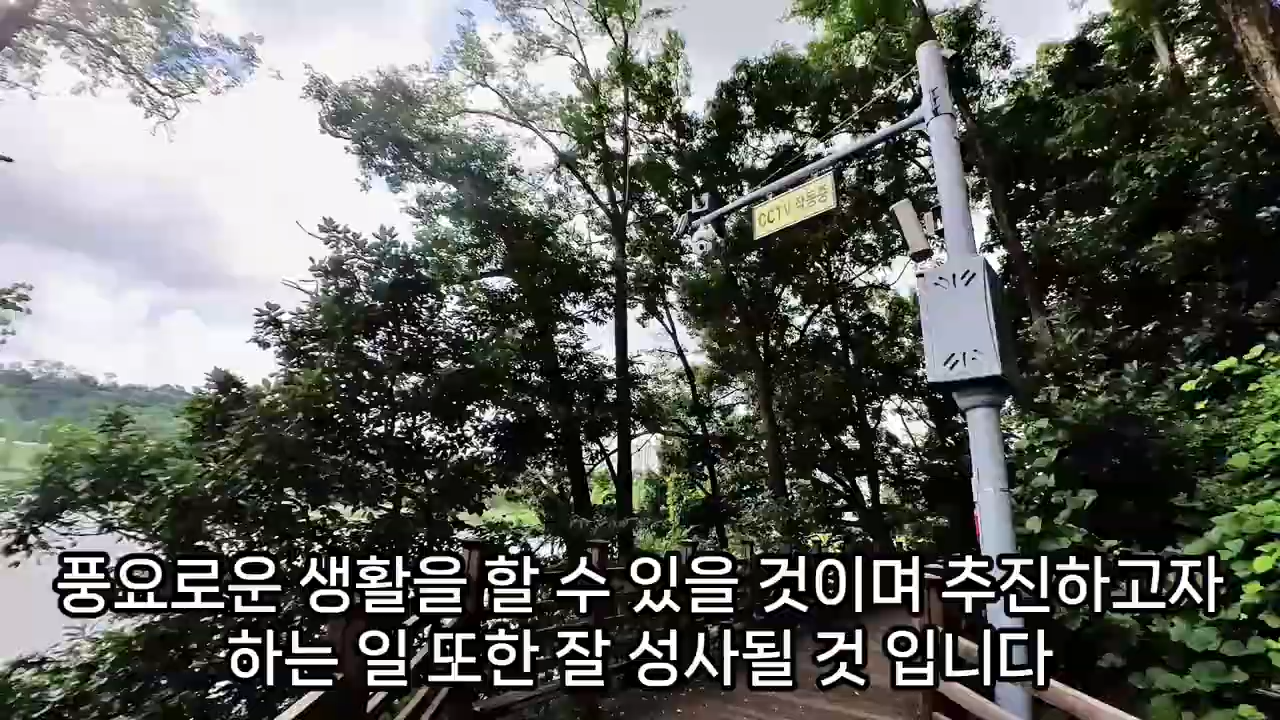 CCTV 작동중
풍요로운 생활을 할 수 있을 것이며 추진하고자
하는 일 또한 잘 성사될 것 입니다